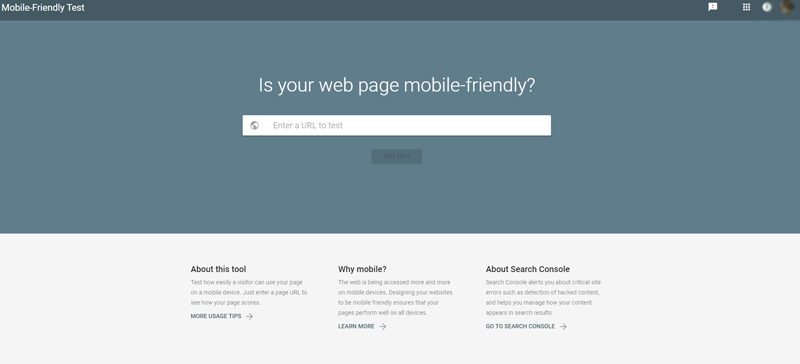 Mobile-Friendly Test
Is your web page mobile-friendly?
Enter a URL to test
RUN TEST
About this tool
Test how easily a visitor can use your page
on a mobile device. Just enter a page URL to
see how your page scores.
MORE USAGE TIPS
Why mobile?
The web is being accessed more and more
on mobile devices. Designing your websites
to be mobile friendly ensures that your
pages perform well on all devices.
LEARN MORE
About Search Console
Search Console alerts you about critical site
errors such as detection of hacked content,
and helps you manage how your content
appears in search results.
GO TO SEARCH CONSOLE